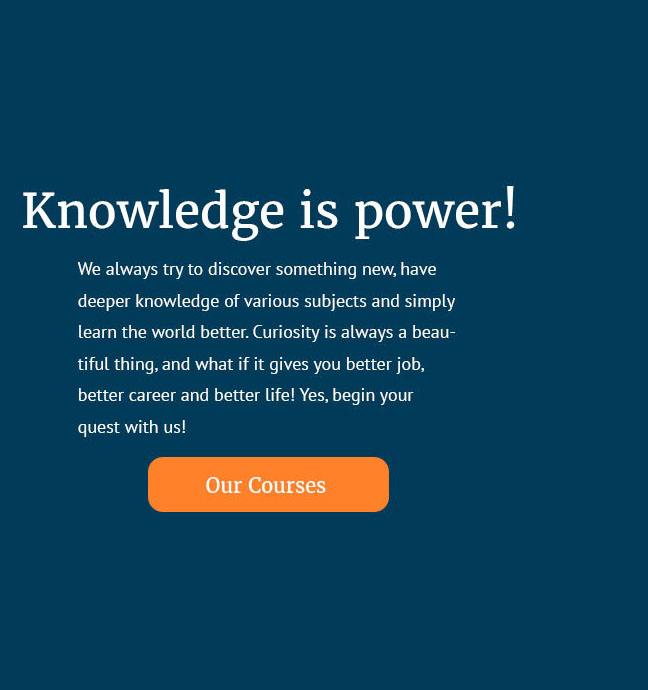 Knowledge is power!
We always try to discover something new, have
deeper knowledge of various subjects and simply
learn the world better. Curiosity is always a beau-
tiful thing, and what if it gives you better job,
better career and better life! Yes, begin your
quest with us!
Our Courses